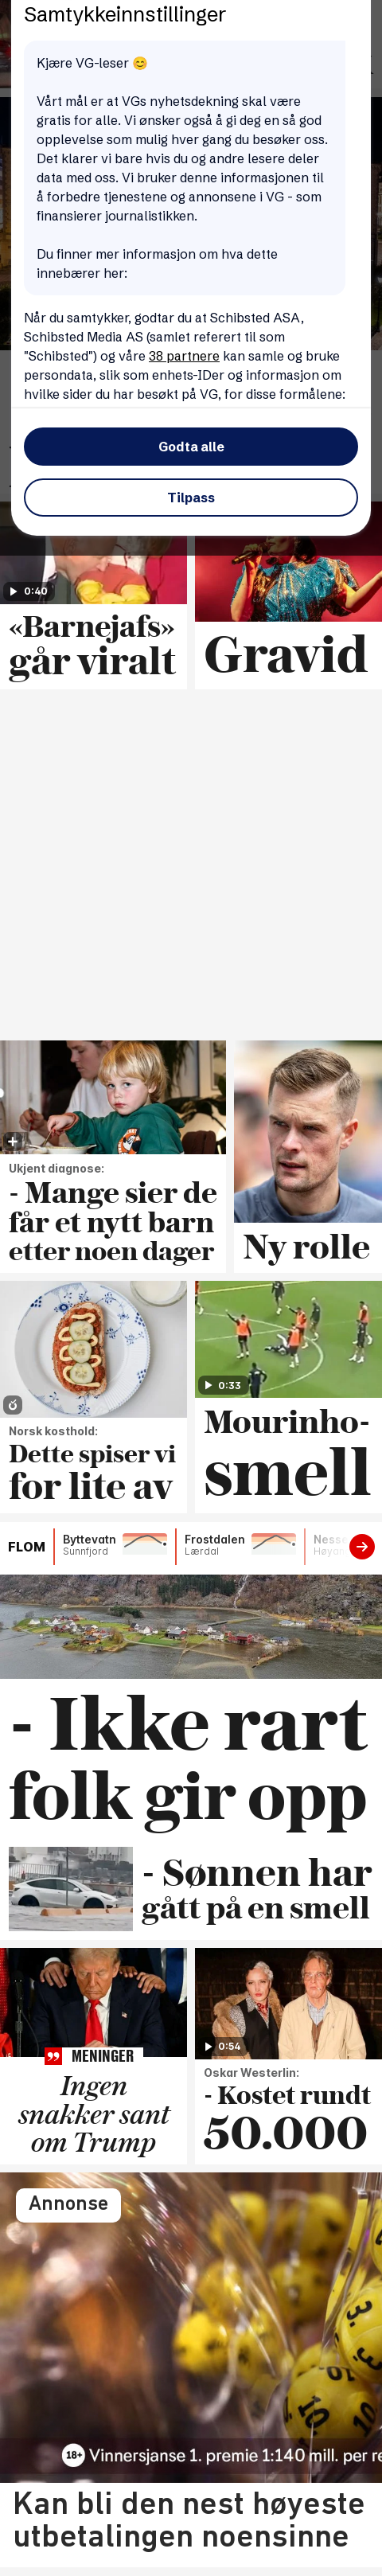 Samtykkeinnstillinger
Kjære VG-leser 😊
Vårt mål er at VGs nyhetsdekning skal være
gratis for alle. Vi ønsker også å gi deg en så god
opplevelse som mulig hver gang du besøker oss.
Det klarer vi bare hvis du og andre lesere deler
data med oss. Vi bruker denne informasjonen til
å forbedre tjenestene og annonsene i VG - som
finansierer journalistikken.
Du finner mer informasjon om hva dette
innebærer her:
Når du samtykker, godtar du at Schibsted ASA,
Schibsted Media AS (samlet referert til som
"Schibsted") og våre 38 partnere kan samle og bruke
persondata, slik som enhets-IDer og informasjon om
hvilke sider du har besøkt på VG, for disse formålene:
Godta alle
Tilpass
0:40
«Barnejafs»
går viralt
Gravid
Ukjent diagnose:
- Mange sier de
får et nytt barn
etter noen dager
Ny rolle
Norsk kosthold:
Dette spiser vi
for lite av
0:33
Mourinho-
smell
FLOM
Byttevatn
Sunnfjord
Frostdalen
Lærdal
- Ikke rart
folk gir opp
- Sønnen har
gått på en smell
MENINGER
Ingen
snakker sant
om Trump
0:54
Oskar Westerlin:
- Kostet rundt
50.000
Annonse
18+ Vinnersjanse 1. premie 1:140 mill. per re
Kan bli den nest høyeste
utbetalingen noensinne